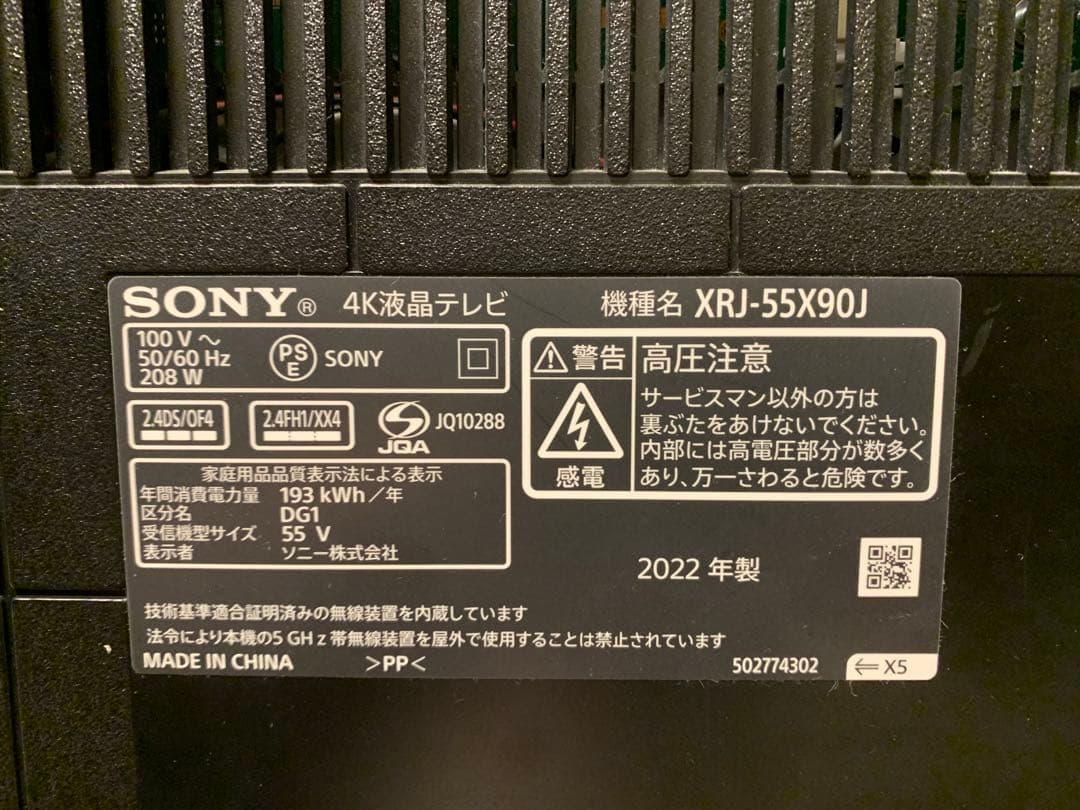 SONY® 4K液晶テレビ 機種名 XRJ-55X90J
100 V ～
50/60 Hz
208 W
PS
E
SONY
2.4DS/OF4
2.4FH1/XX4
JQA
JQ10288
家庭用品品質表示法による表示
年間消費電力量 193 kWh／年
区分名 DG1
受信機型サイズ 55 V
表示者 ソニー株式会社
警告
感電
高圧注意
サービスマン以外の方は
裏ぶたをあけないでください。
内部には高電圧部分が数多く
あり、万一さわると危険です。
2022 年製
技術基準適合証明済みの無線装置を内蔵しています
法令により本機の5 GHz 帯無線装置を屋外で使用することは禁止されています
MADE IN CHINA >PP< 502774302 ⇐ X5